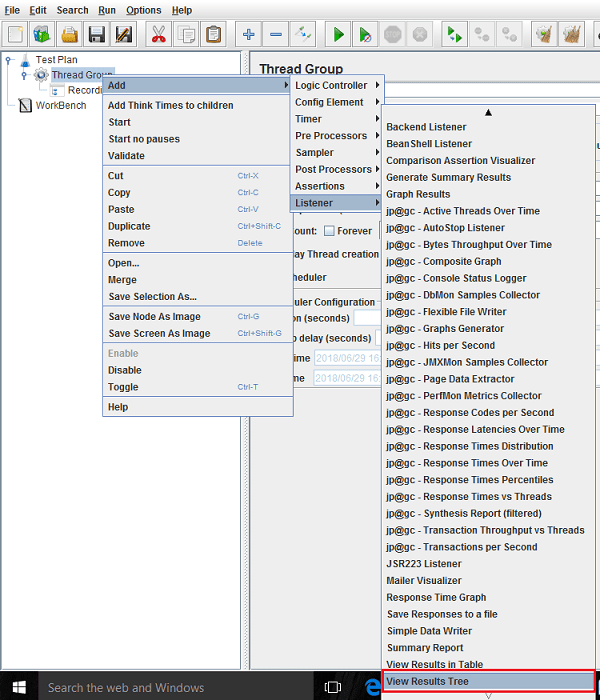 File Edit Search Run Options Help
Test Plan
Thread Group
Recordi
WorkBench
Thread Group
Add
Add Think Times to children
Start
Start no pauses
Validate
Cut Ctrl-X
Copy Ctrl-C
Paste Ctrl-V
Duplicate Ctrl+Shift-C
Remove Delete
Open...
Merge
Save Selection As...
Save Node As Image Ctrl-G
Save Screen As Image Ctrl+Shift-G
Enable
Disable
Toggle Ctrl-T
Help
Logic Controller
Config Element
Timer
Pre Processors
Sampler
Post Processors
Assertions
Listener
ount: Forever
lay Thread creation
heduler
uler Configuration
on (seconds)
p delay (seconds)
ime 2018/06/29 16
me 2018/06/29 16
Backend Listener
BeanShell Listener
Comparison Assertion Visualizer
Generate Summary Results
Graph Results
jp@gc - Active Threads Over Time
jp@gc - AutoStop Listener
jp@gc - Bytes Throughput Over Time
jp@gc - Composite Graph
jp@gc - Console Status Logger
jp@gc - DbMon Samples Collector
jp@gc - Flexible File Writer
jp@gc - Graphs Generator
jp@gc - Hits per Second
jp@gc - JMXMon Samples Collector
jp@gc - Page Data Extractor
jp@gc - PerfMon Metrics Collector
jp@gc - Response Codes per Second
jp@gc - Response Latencies Over Time
jp@gc - Response Times Distribution
jp@gc - Response Times Over Time
jp@gc - Response Times Percentiles
jp@gc - Response Times vs Threads
jp@gc - Synthesis Report (filtered)
jp@gc - Transaction Throughput vs Threads
jp@gc - Transactions per Second
JSR223 Listener
Mailer Visualizer
Response Time Graph
Save Responses to a file
Simple Data Writer
Summary Report
View Results in Table
View Results Tree
Search the web and Windows